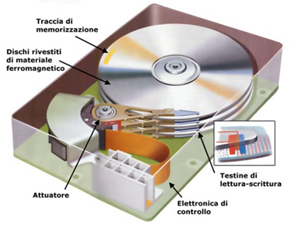 Traccia di
memorizzazione
Dischi rivestiti
di materiale
ferromagnetico
Attuatore
Testine di
lettura-scrittura
Elettronica di
controllo